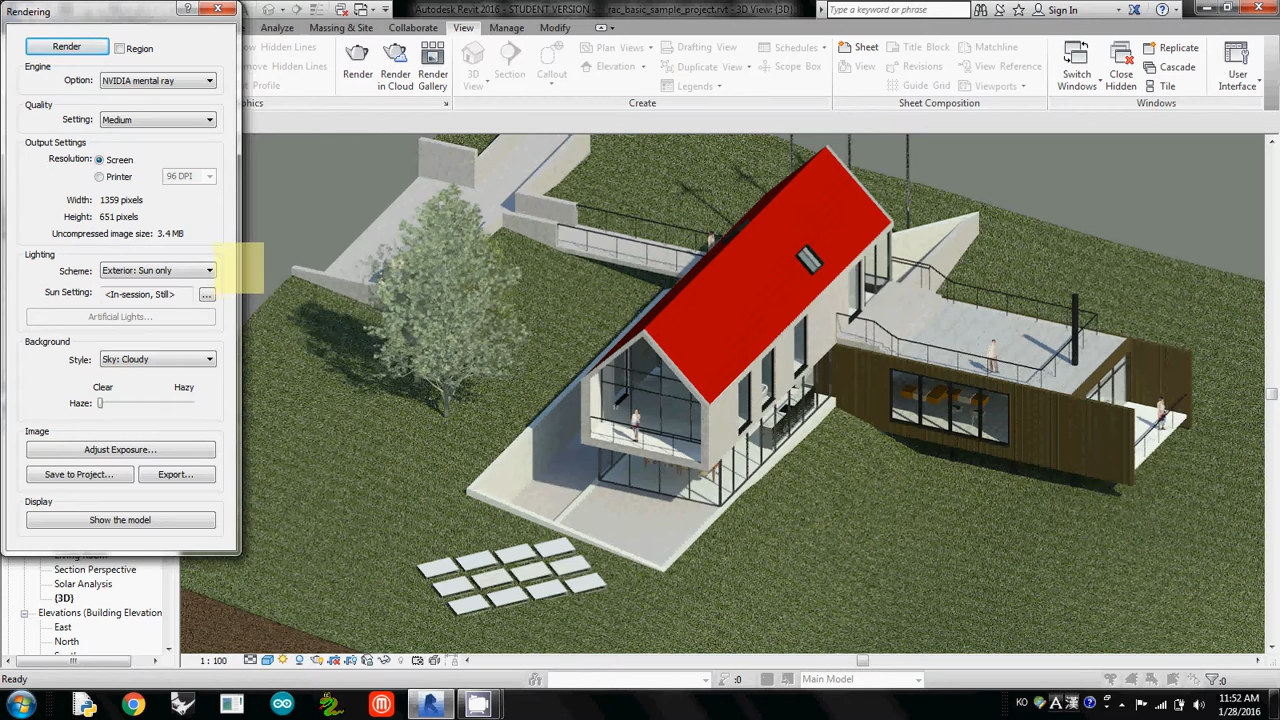 Rendering
Autodesk Revit 2016 - STUDENT VERSION - rac_basic_sample_project.rvt - 3D View: {3D}
Type a keyword or phrase
Sign In
Analyze
Massing & Site
Collaborate
View
Manage
Modify
Render
Region
Engine
Option: NVIDIA mental ray
Quality
Setting: Medium
Output Settings
Resolution: Screen
Printer 96 DPI
Width: 1359 pixels
Height: 651 pixels
Uncompressed image size: 3.4 MB
Lighting
Scheme: Exterior: Sun only
Sun Setting: <In-session, Still> ...
Artificial Lights...
Background
Style: Sky: Cloudy
Clear Hazy
Haze:
Image
Adjust Exposure...
Save to Project... Export...
Display
Show the model
Hidden Lines
Hidden Lines
Profile
Render
Render in Cloud
Render Gallery
3D View
Section
Callout
Plan Views
Elevation
Drafting View
Duplicate View
Legends
Schedules
Scope Box
Create
Sheet
View
Title Block
Revisions
Guide Grid
Matchline
View Reference
Viewports
Sheet Composition
Switch Windows
Close Hidden
Replicate
Cascade
Tile
Windows
User Interface
Section Perspective
Solar Analysis
{3D}
Elevations (Building Elevation
East
North
1 : 100
Ready
:0
Main Model
:0
KO
11:52 AM
1/28/2016